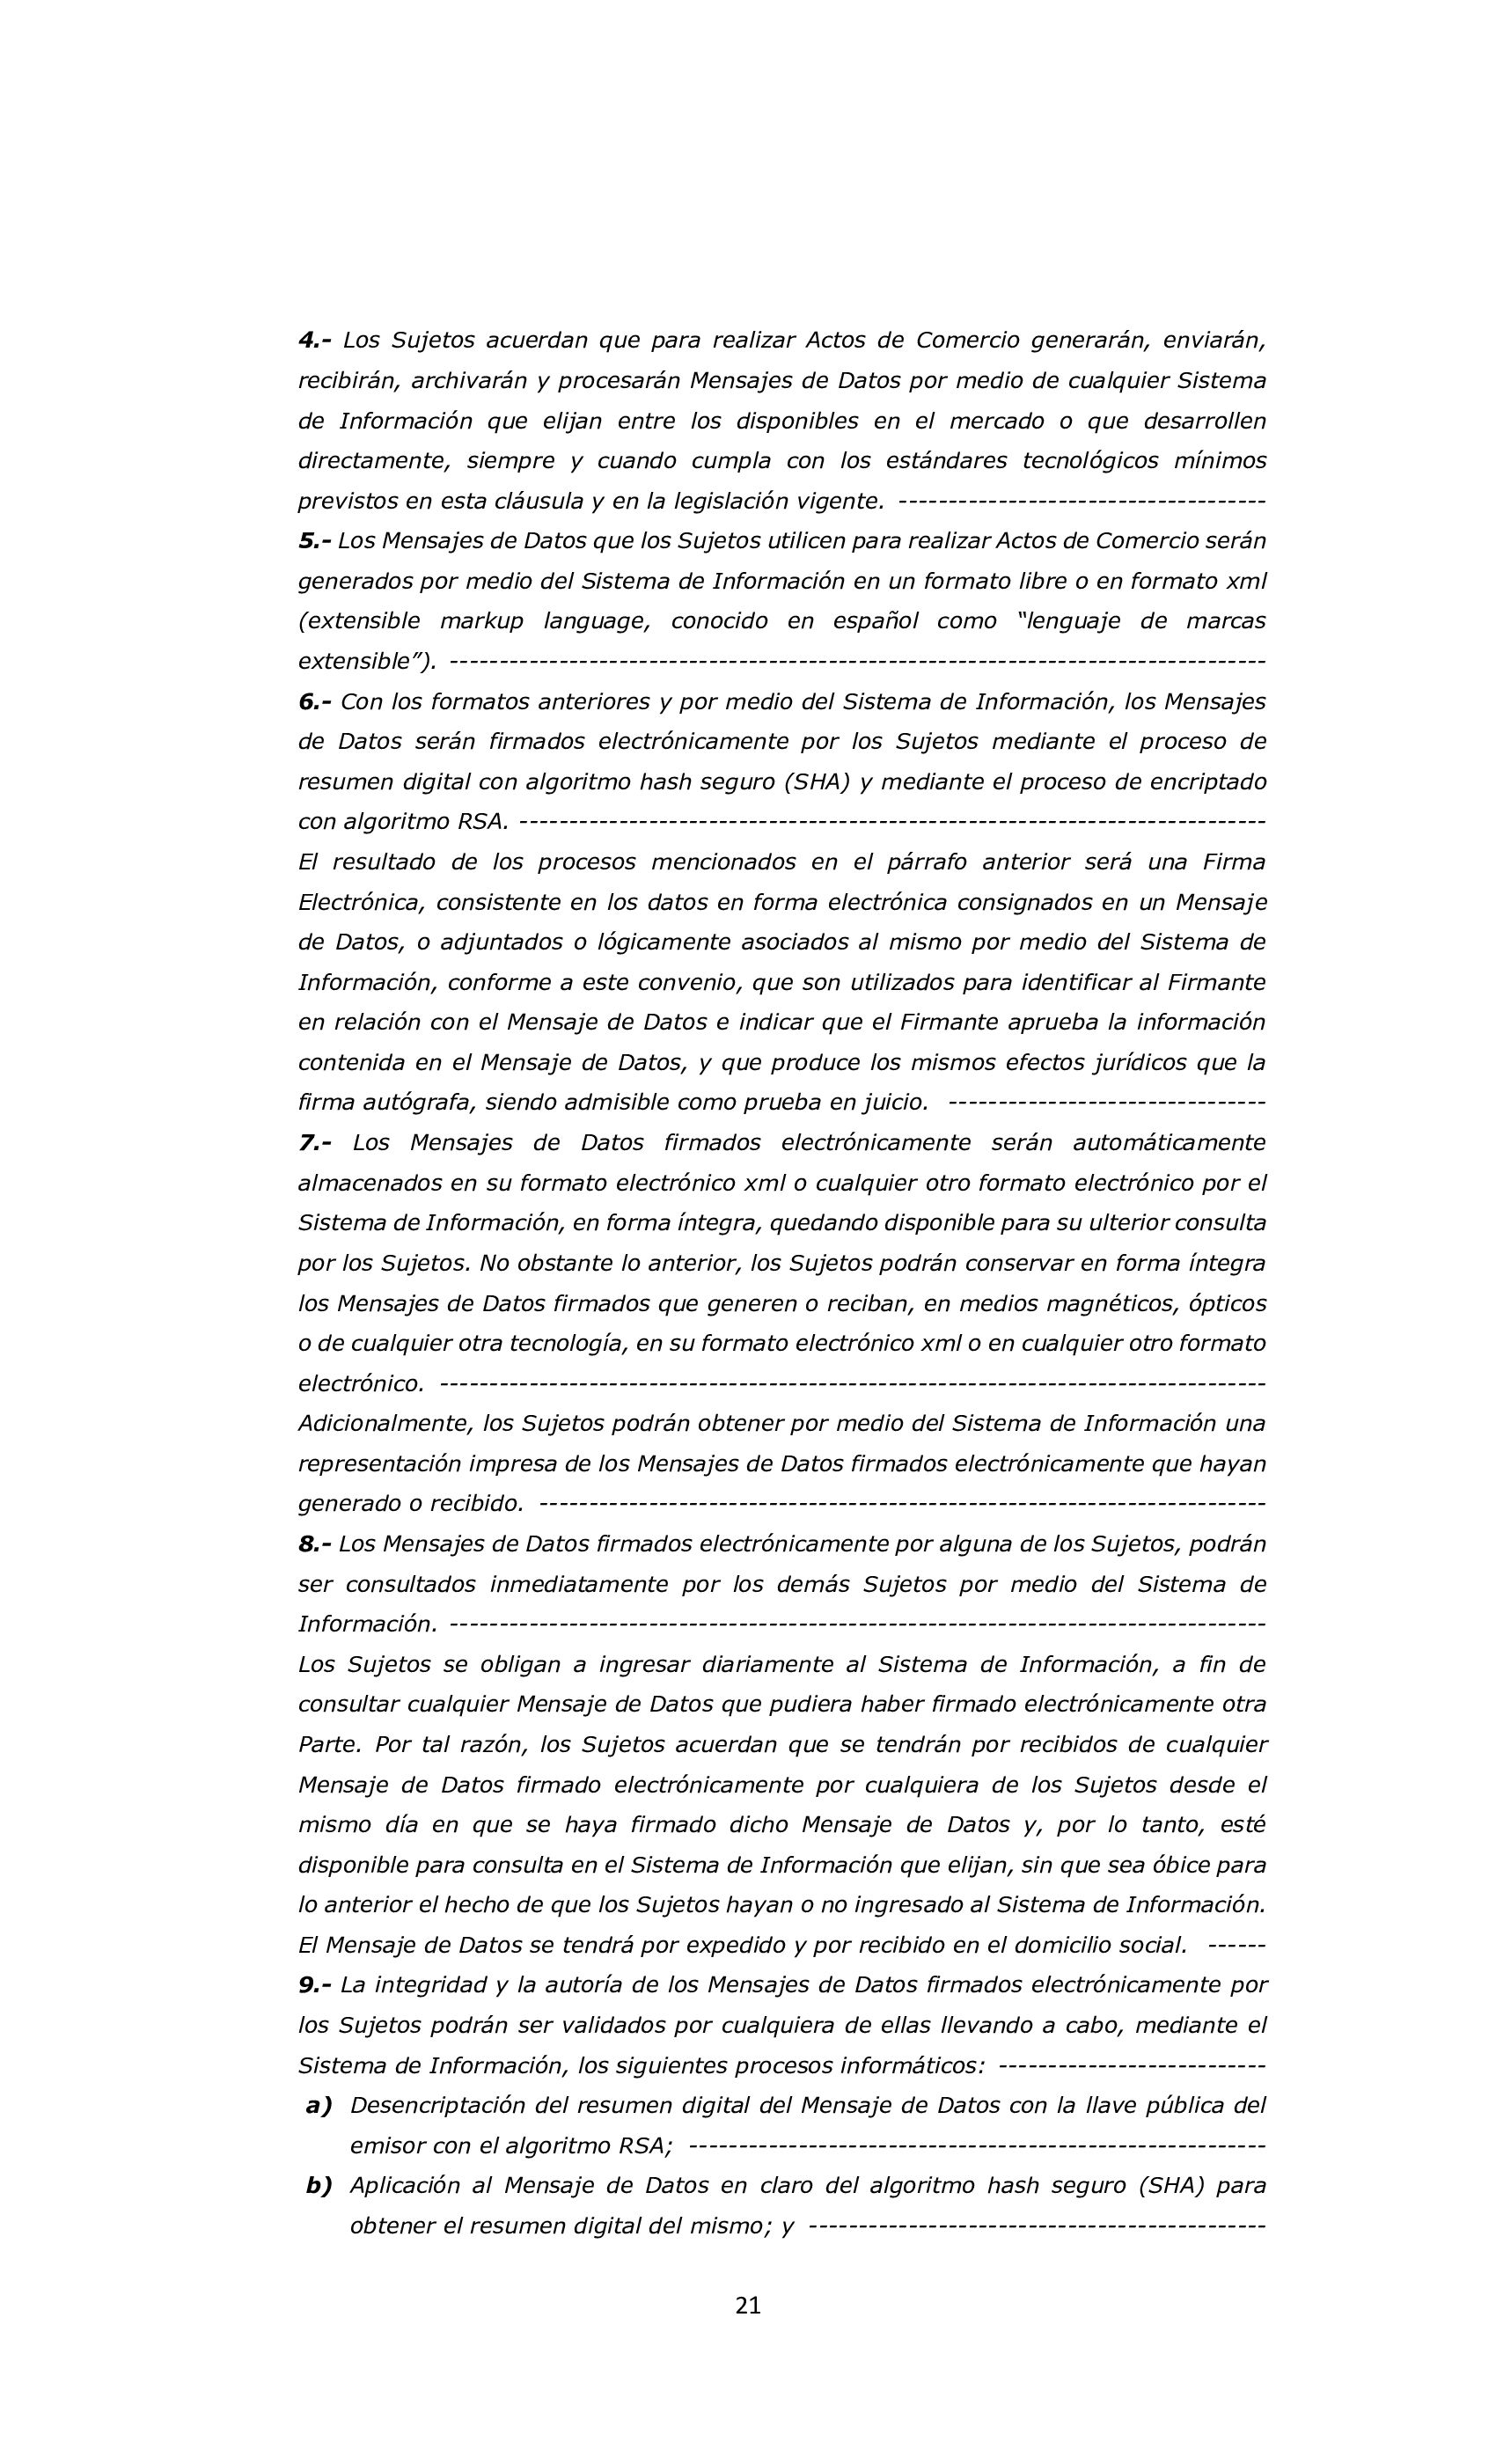 4.- Los Sujetos acuerdan que para realizar Actos de Comercio generarán, enviarán,
recibirán, archivarán y procesarán Mensajes de Datos por medio de cualquier Sistema
de Información que elijan entre los disponibles en el mercado o que desarrollen
directamente, siempre y cuando cumpla con los estándares tecnológicos mínimos
previstos en esta cláusula y en la legislación vigente. -------------------------------------
5.- Los Mensajes de Datos que los Sujetos utilicen para realizar Actos de Comercio serán
generados por medio del Sistema de Información en un formato libre o en formato xml
(extensible markup language, conocido en español como “lenguaje de marcas
extensible”). ----------------------------------------------------------------------------------
6.- Con los formatos anteriores y por medio del Sistema de Información, los Mensajes
de Datos serán firmados electrónicamente por los Sujetos mediante el proceso de
resumen digital con algoritmo hash seguro (SHA) y mediante el proceso de encriptado
con algoritmo RSA. ---------------------------------------------------------------------------
El resultado de los procesos mencionados en el párrafo anterior será una Firma
Electrónica, consistente en los datos en forma electrónica consignados en un Mensaje
de Datos, o adjuntados o lógicamente asociados al mismo por medio del Sistema de
Información, conforme a este convenio, que son utilizados para identificar al Firmante
en relación con el Mensaje de Datos e indicar que el Firmante aprueba la información
contenida en el Mensaje de Datos, y que produce los mismos efectos jurídicos que la
firma autógrafa, siendo admisible como prueba en juicio. --------------------------------
7.- Los Mensajes de Datos firmados electrónicamente serán automáticamente
almacenados en su formato electrónico xml o cualquier otro formato electrónico por el
Sistema de Información, en forma íntegra, quedando disponible para su ulterior consulta
por los Sujetos. No obstante lo anterior, los Sujetos podrán conservar en forma íntegra
los Mensajes de Datos firmados que generen o reciban, en medios magnéticos, ópticos
o de cualquier otra tecnología, en su formato electrónico xml o en cualquier otro formato
electrónico. -----------------------------------------------------------------------------------
Adicionalmente, los Sujetos podrán obtener por medio del Sistema de Información una
representación impresa de los Mensajes de Datos firmados electrónicamente que hayan
generado o recibido. -------------------------------------------------------------------------
8.- Los Mensajes de Datos firmados electrónicamente por alguna de los Sujetos, podrán
ser consultados inmediatamente por los demás Sujetos por medio del Sistema de
Información. ----------------------------------------------------------------------------------
Los Sujetos se obligan a ingresar diariamente al Sistema de Información, a fin de
consultar cualquier Mensaje de Datos que pudiera haber firmado electrónicamente otra
Parte. Por tal razón, los Sujetos acuerdan que se tendrán por recibidos de cualquier
Mensaje de Datos firmado electrónicamente por cualquiera de los Sujetos desde el
mismo día en que se haya firmado dicho Mensaje de Datos y, por lo tanto, esté
disponible para consulta en el Sistema de Información que elijan, sin que sea óbice para
lo anterior el hecho de que los Sujetos hayan o no ingresado al Sistema de Información.
El Mensaje de Datos se tendrá por expedido y por recibido en el domicilio social. ------
9.- La integridad y la autoría de los Mensajes de Datos firmados electrónicamente por
los Sujetos podrán ser validados por cualquiera de ellas llevando a cabo, mediante el
Sistema de Información, los siguientes procesos informáticos: ---------------------------
a) Desencriptación del resumen digital del Mensaje de Datos con la llave pública del
emisor con el algoritmo RSA; ----------------------------------------------------------
b) Aplicación al Mensaje de Datos en claro del algoritmo hash seguro (SHA) para
obtener el resumen digital del mismo; y ----------------------------------------------
21